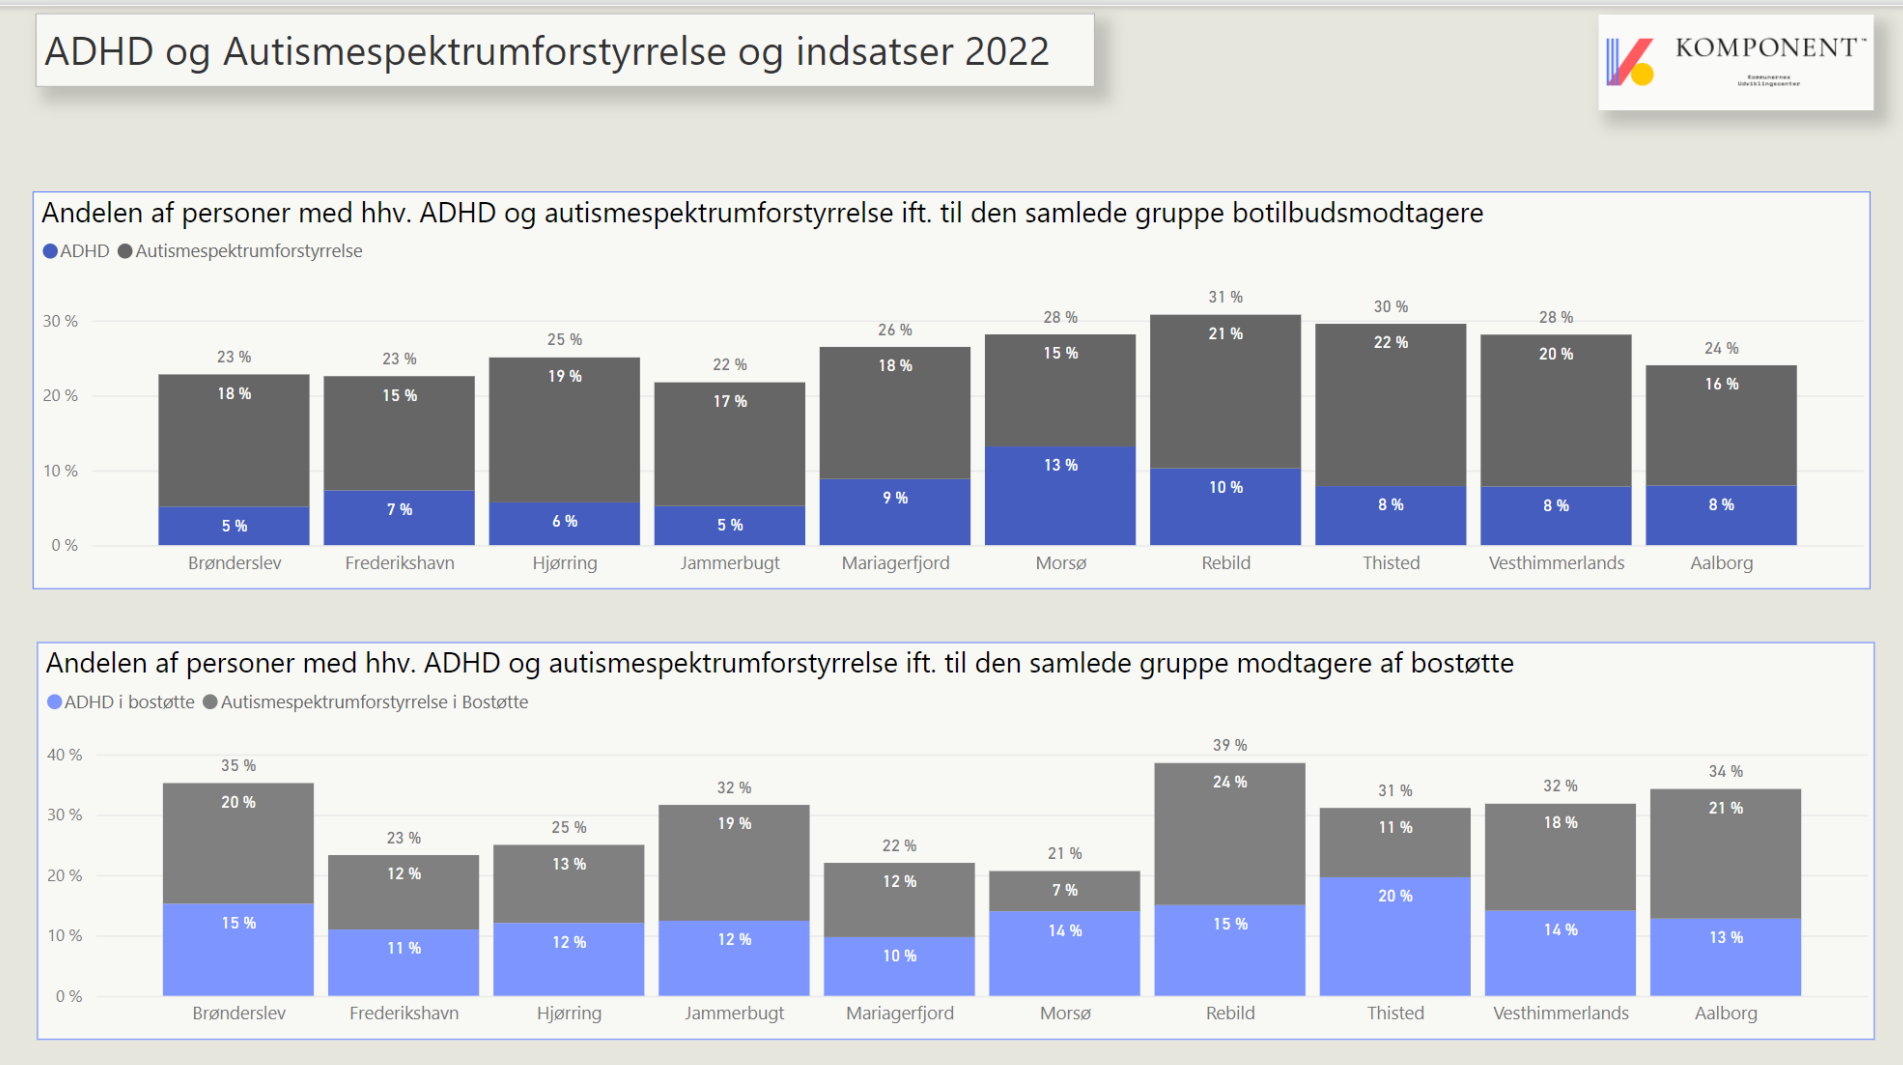 ADHD og Autismespektrumforstyrrelse og indsatser 2022
KOMPONENT™
Kommunernes
Udviklingscenter
Andelen af personer med hhv. ADHD og autismespektrumforstyrrelse ift. til den samlede gruppe botilbudsmodtagere
ADHD Autismespektrumforstyrrelse
31 %
30 %
28 % 28 %
30 % 21 %
26 % 22 %
25 % 15 % 20 %
23 % 23 % 22 % 18 % 24 %
19 % 16 %
20 % 18 % 15 % 17 %
10 % 13 %
9 % 10 %
7 % 8 % 8 % 8 %
5 % 6 % 5 %
0 %
Brønderslev Frederikshavn Hjørring Jammerbugt Mariagerfjord Morsø Rebild Thisted Vesthimmerlands Aalborg
Andelen af personer med hhv. ADHD og autismespektrumforstyrrelse ift. til den samlede gruppe modtagere af bostøtte
ADHD i bostøtte Autismespektrumforstyrrelse i Bostøtte
39 %
40 % 35 % 34 %
32 % 24 % 31 % 32 %
20 % 21 %
30 % 25 % 19 % 11 % 18 %
23 % 22 % 21 %
20 % 12 % 13 % 12 % 7 %
20 %
10 % 15 % 11 % 12 % 12 % 10 % 14 % 15 % 14 % 13 %
0 %
Brønderslev Frederikshavn Hjørring Jammerbugt Mariagerfjord Morsø Rebild Thisted Vesthimmerlands Aalborg